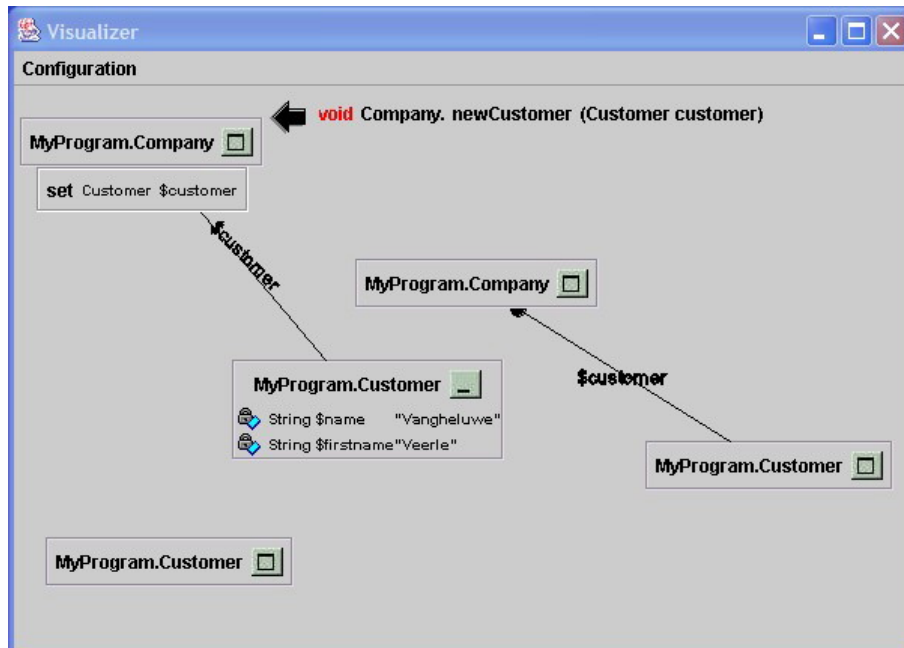 Visualizer
Configuration
void Company. newCustomer (Customer customer)
MyProgram.Company
set Customer $customer
$customer
MyProgram.Company
MyProgram.Customer
String $name "Vangheluwe"
String $firstname"Veerle"
$customer
MyProgram.Customer
MyProgram.Customer